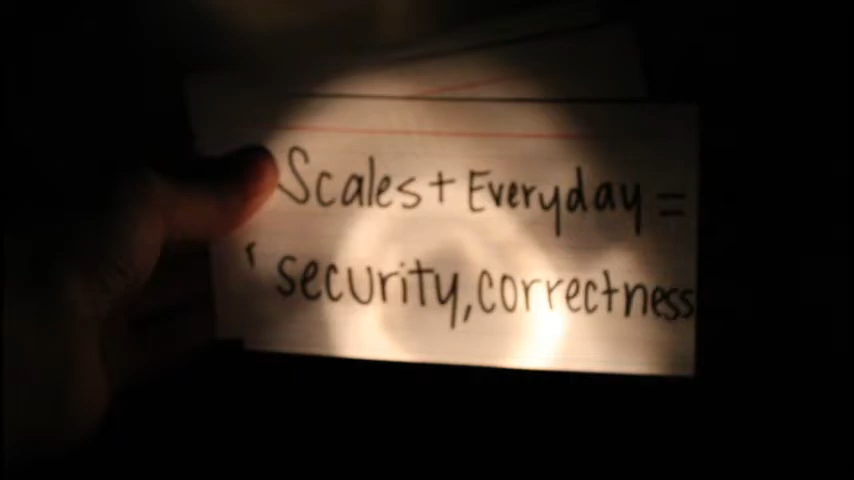 Scales + Everyday =
security, correctness